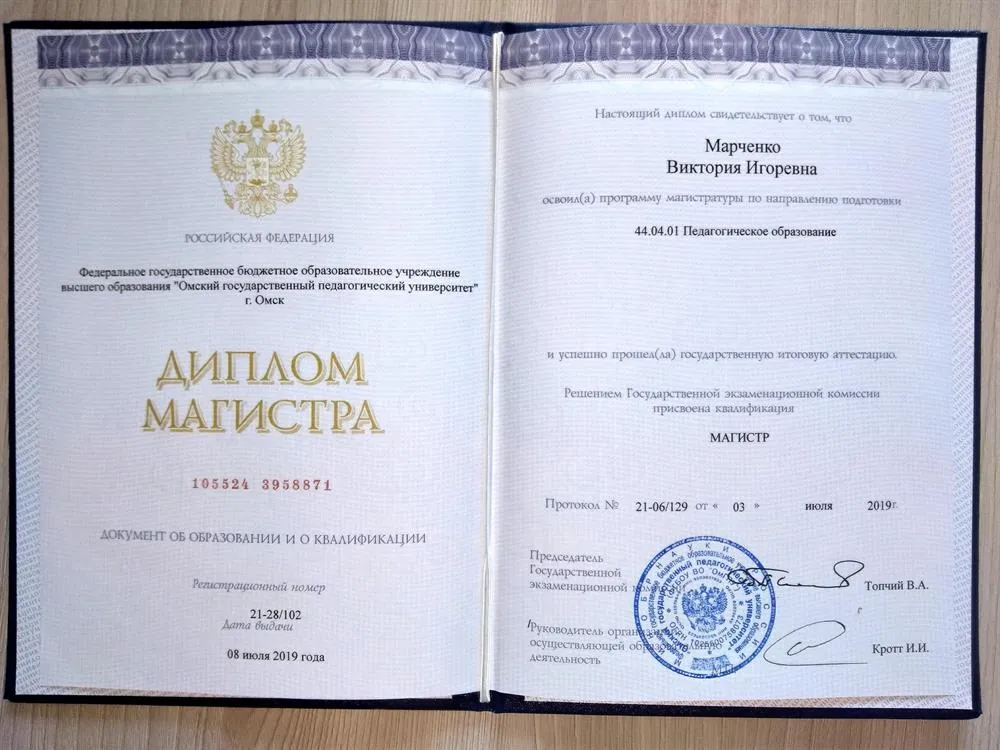 РОССИЙСКАЯ ФЕДЕРАЦИЯ
Федеральное государственное бюджетное образовательное учреждение
высшего образования "Омский государственный педагогический университет"
г. Омск
ДИПЛОМ
МАГИСТРА
105524 3958871
ДОКУМЕНТ ОБ ОБРАЗОВАНИИ И О КВАЛИФИКАЦИИ
Регистрационный номер
21-28/102
Дата выдачи
08 июля 2019 года
Настоящий диплом свидетельствует о том, что
Марченко
Виктория Игоревна
освоил(а) программу магистратуры по направлению подготовки
44.04.01 Педагогическое образование
и успешно прошел(ла) государственную итоговую аттестацию.
Решением Государственной экзаменационной комиссии
присвоена квалификация
МАГИСТР
Протокол № 21-06/129 от « 03 » июля 2019г.
Председатель
Государственной
экзаменационной
Топчий В.А.
г
Руководитель
осуществляющей
деятельность
Кротт И.И.